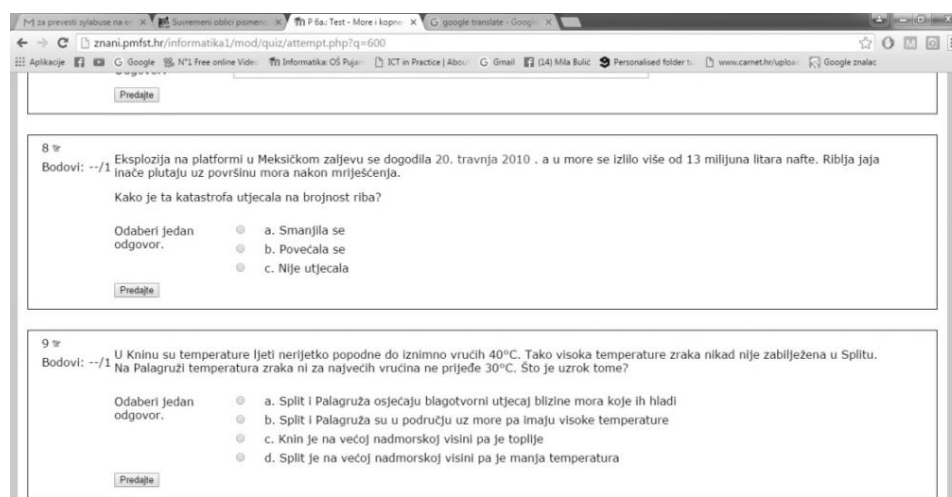 za prevesti sylabuse na en
Suvremeni oblici pismeno
P 6a.: Test - More i kopne
google translate - Google
znani.pmfst.hr/informatika1/mod/quiz/attempt.php?q=600
Aplikacije
Google
N°1 Free online Video
Informatika: OŠ Pujan
ICT in Practice | About
Gmail
(14) Mila Bulić
Personalised folder t
www.carnet.hr/uploa
Google znalac
Predajte
8
Bodovi: --/1
Eksplozija na platformi u Meksičkom zaljevu se dogodila 20. travnja 2010 . a u more se izlilo više od 13 milijuna litara nafte. Riblja jaja
inače plutaju uz površinu mora nakon mriješćenja.
Kako je ta katastrofa utjecala na brojnost riba?
Odaberi jedan
odgovor.
a. Smanjila se
b. Povećala se
c. Nije utjecala
Predajte
9
Bodovi: --/1
U Kninu su temperature ljeti nerijetko popodne do iznimno vrućih 40°C. Tako visoka temperature zraka nikad nije zabilježena u Splitu.
Na Palagruži temperatura zraka ni za najvećih vrućina ne prijeđe 30°C. Što je uzrok tome?
Odaberi jedan
odgovor.
a. Split i Palagruža osjećaju blagotvorni utjecaj blizine mora koje ih hladi
b. Split i Palagruža su u području uz more pa imaju visoke temperature
c. Knin je na većoj nadmorskoj visini pa je toplije
d. Split je na većoj nadmorskoj visini pa je manja temperatura
Predajte